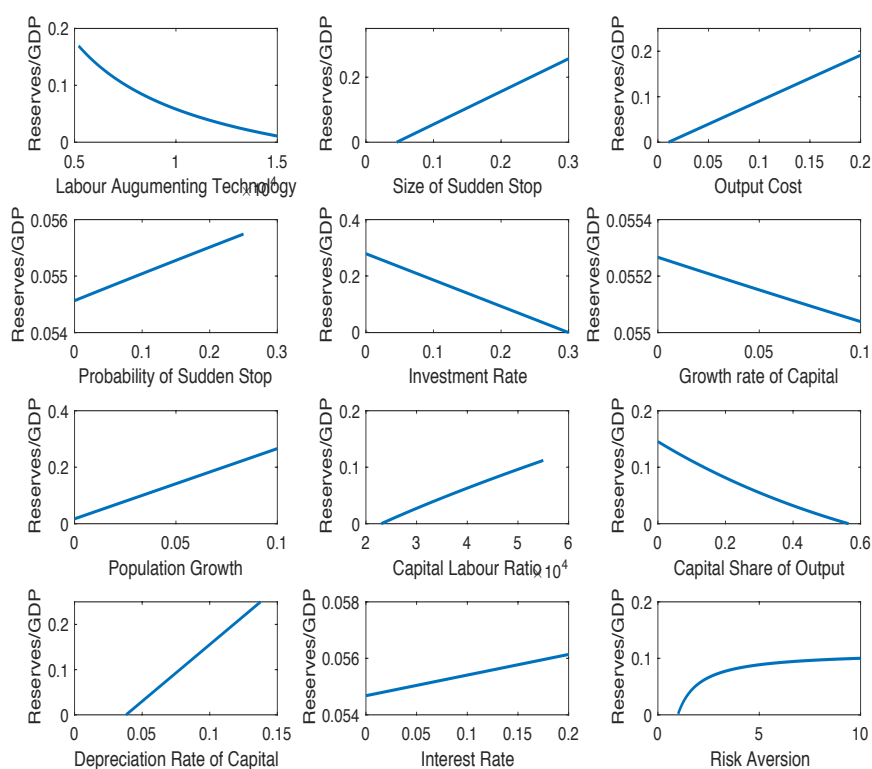 Reserves/GDP
0.2
0.1
0
0.5 1 1.5
×10^4
Labour Augumenting Technology
Reserves/GDP
0.2
0
0 0.1 0.2 0.3
Size of Sudden Stop
Reserves/GDP
0.2
0.1
0
0 0.05 0.1 0.15 0.2
Output Cost
Reserves/GDP
0.056
0.055
0.054
0 0.1 0.2 0.3
Probability of Sudden Stop
Reserves/GDP
0.4
0.2
0
0 0.1 0.2 0.3
Investment Rate
Reserves/GDP
0.0554
0.0552
0.055
0 0.05 0.1
Growth rate of Capital
Reserves/GDP
0.4
0.2
0
0 0.05 0.1
Population Growth
Reserves/GDP
0.2
0.1
0
2 3 4 5 6
Capital Labour Ratio ×10^4
Reserves/GDP
0.2
0.1
0
0 0.2 0.4 0.6
Capital Share of Output
Reserves/GDP
0.2
0.1
0
0 0.05 0.1 0.15
Depreciation Rate of Capital
Reserves/GDP
0.058
0.056
0.054
0 0.05 0.1 0.15 0.2
Interest Rate
Reserves/GDP
0.2
0.1
0
0 5 10
Risk Aversion